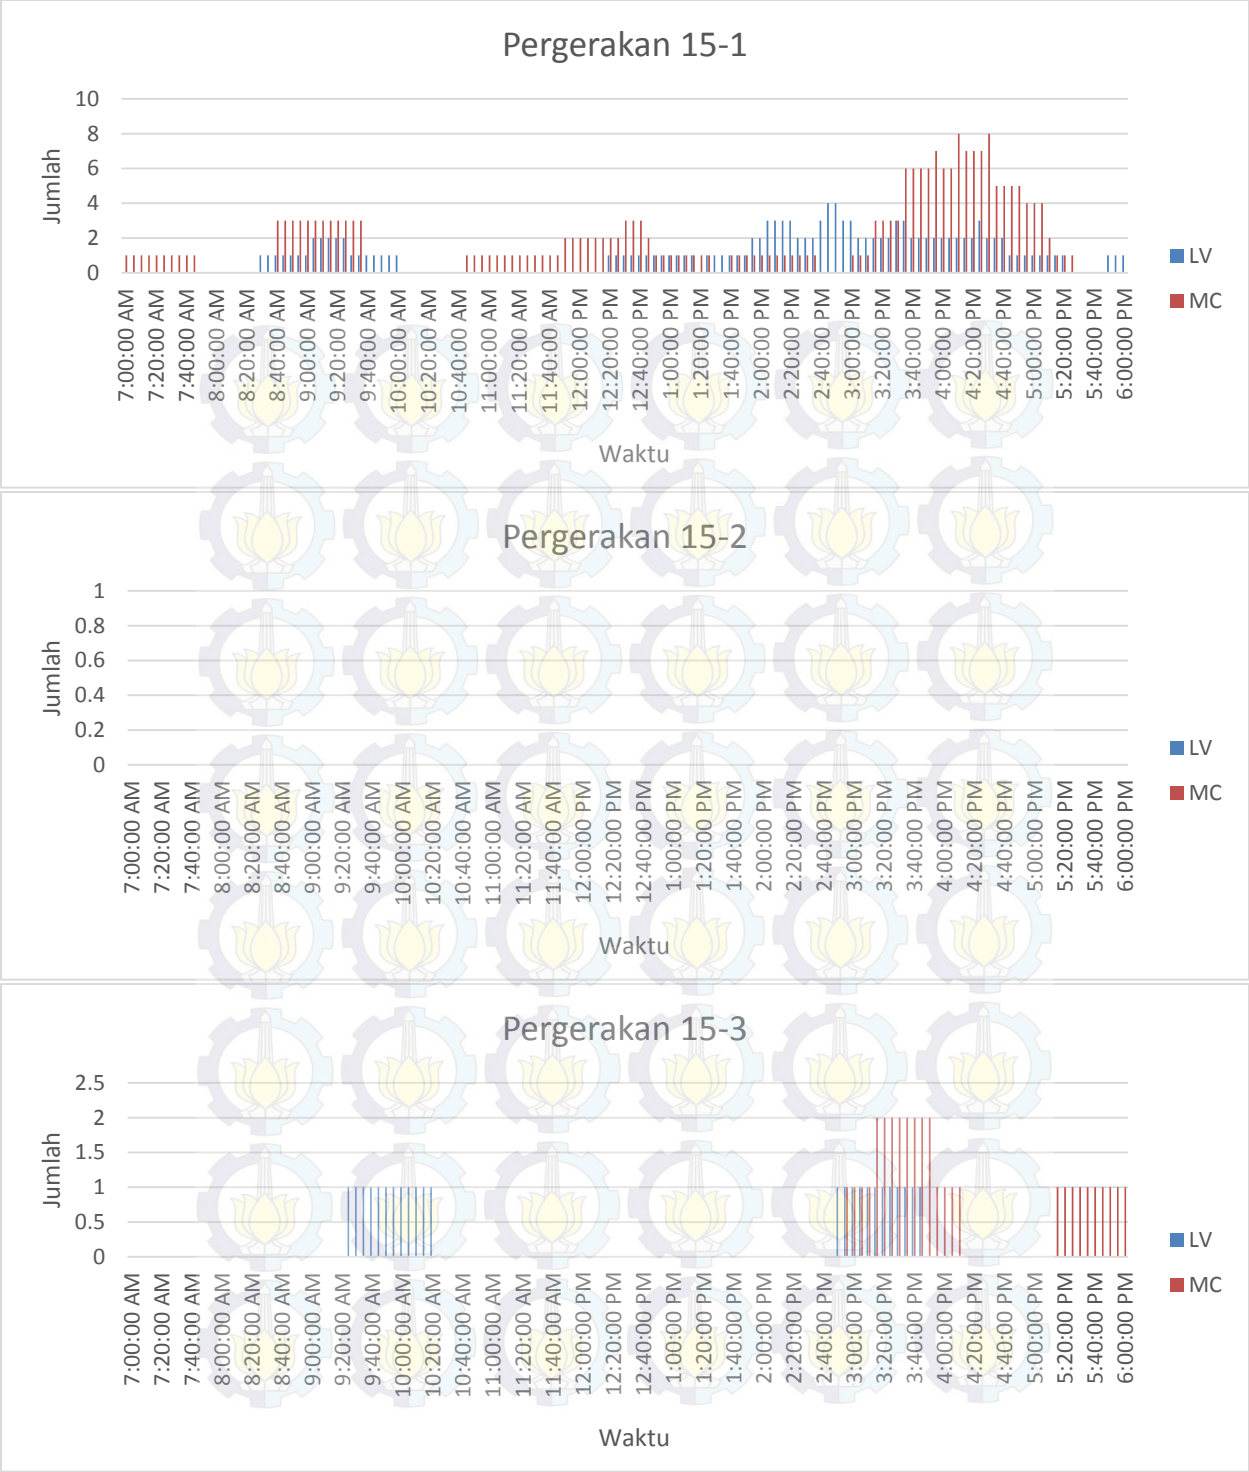 Pergerakan 15-1
10
8
6
4
2
0
Jumlah
7:00:00 AM
7:20:00 AM
7:40:00 AM
8:00:00 AM
8:20:00 AM
8:40:00 AM
9:00:00 AM
9:20:00 AM
9:40:00 AM
10:00:00 AM
10:20:00 AM
10:40:00 AM
11:00:00 AM
11:20:00 AM
11:40:00 AM
12:00:00 PM
12:20:00 PM
12:40:00 PM
1:00:00 PM
1:20:00 PM
1:40:00 PM
2:00:00 PM
2:20:00 PM
2:40:00 PM
3:00:00 PM
3:20:00 PM
3:40:00 PM
4:00:00 PM
4:20:00 PM
4:40:00 PM
5:00:00 PM
5:20:00 PM
5:40:00 PM
6:00:00 PM
Waktu
LV
MC
Pergerakan 15-2
1
0.8
0.6
0.4
0.2
0
Jumlah
7:00:00 AM
7:20:00 AM
7:40:00 AM
8:00:00 AM
8:20:00 AM
8:40:00 AM
9:00:00 AM
9:20:00 AM
9:40:00 AM
10:00:00 AM
10:20:00 AM
10:40:00 AM
11:00:00 AM
11:20:00 AM
11:40:00 AM
12:00:00 PM
12:20:00 PM
12:40:00 PM
1:00:00 PM
1:20:00 PM
1:40:00 PM
2:00:00 PM
2:20:00 PM
2:40:00 PM
3:00:00 PM
3:20:00 PM
3:40:00 PM
4:00:00 PM
4:20:00 PM
4:40:00 PM
5:00:00 PM
5:20:00 PM
5:40:00 PM
6:00:00 PM
Waktu
LV
MC
Pergerakan 15-3
2.5
2
1.5
1
0.5
0
Jumlah
7:00:00 AM
7:20:00 AM
7:40:00 AM
8:00:00 AM
8:20:00 AM
8:40:00 AM
9:00:00 AM
9:20:00 AM
9:40:00 AM
10:00:00 AM
10:20:00 AM
10:40:00 AM
11:00:00 AM
11:20:00 AM
11:40:00 AM
12:00:00 PM
12:20:00 PM
12:40:00 PM
1:00:00 PM
1:20:00 PM
1:40:00 PM
2:00:00 PM
2:20:00 PM
2:40:00 PM
3:00:00 PM
3:20:00 PM
3:40:00 PM
4:00:00 PM
4:20:00 PM
4:40:00 PM
5:00:00 PM
5:20:00 PM
5:40:00 PM
6:00:00 PM
Waktu
LV
MC